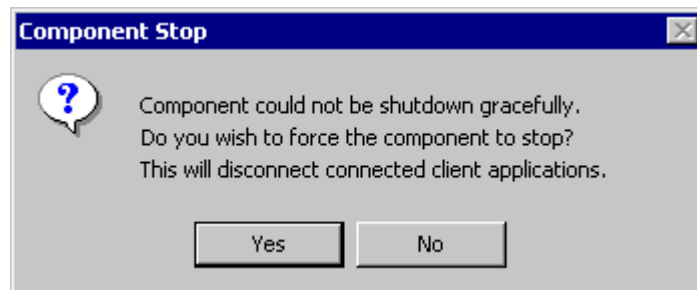 Component Stop
Component could not be shutdown gracefully.
Do you wish to force the component to stop?
This will disconnect connected client applications.
Yes
No